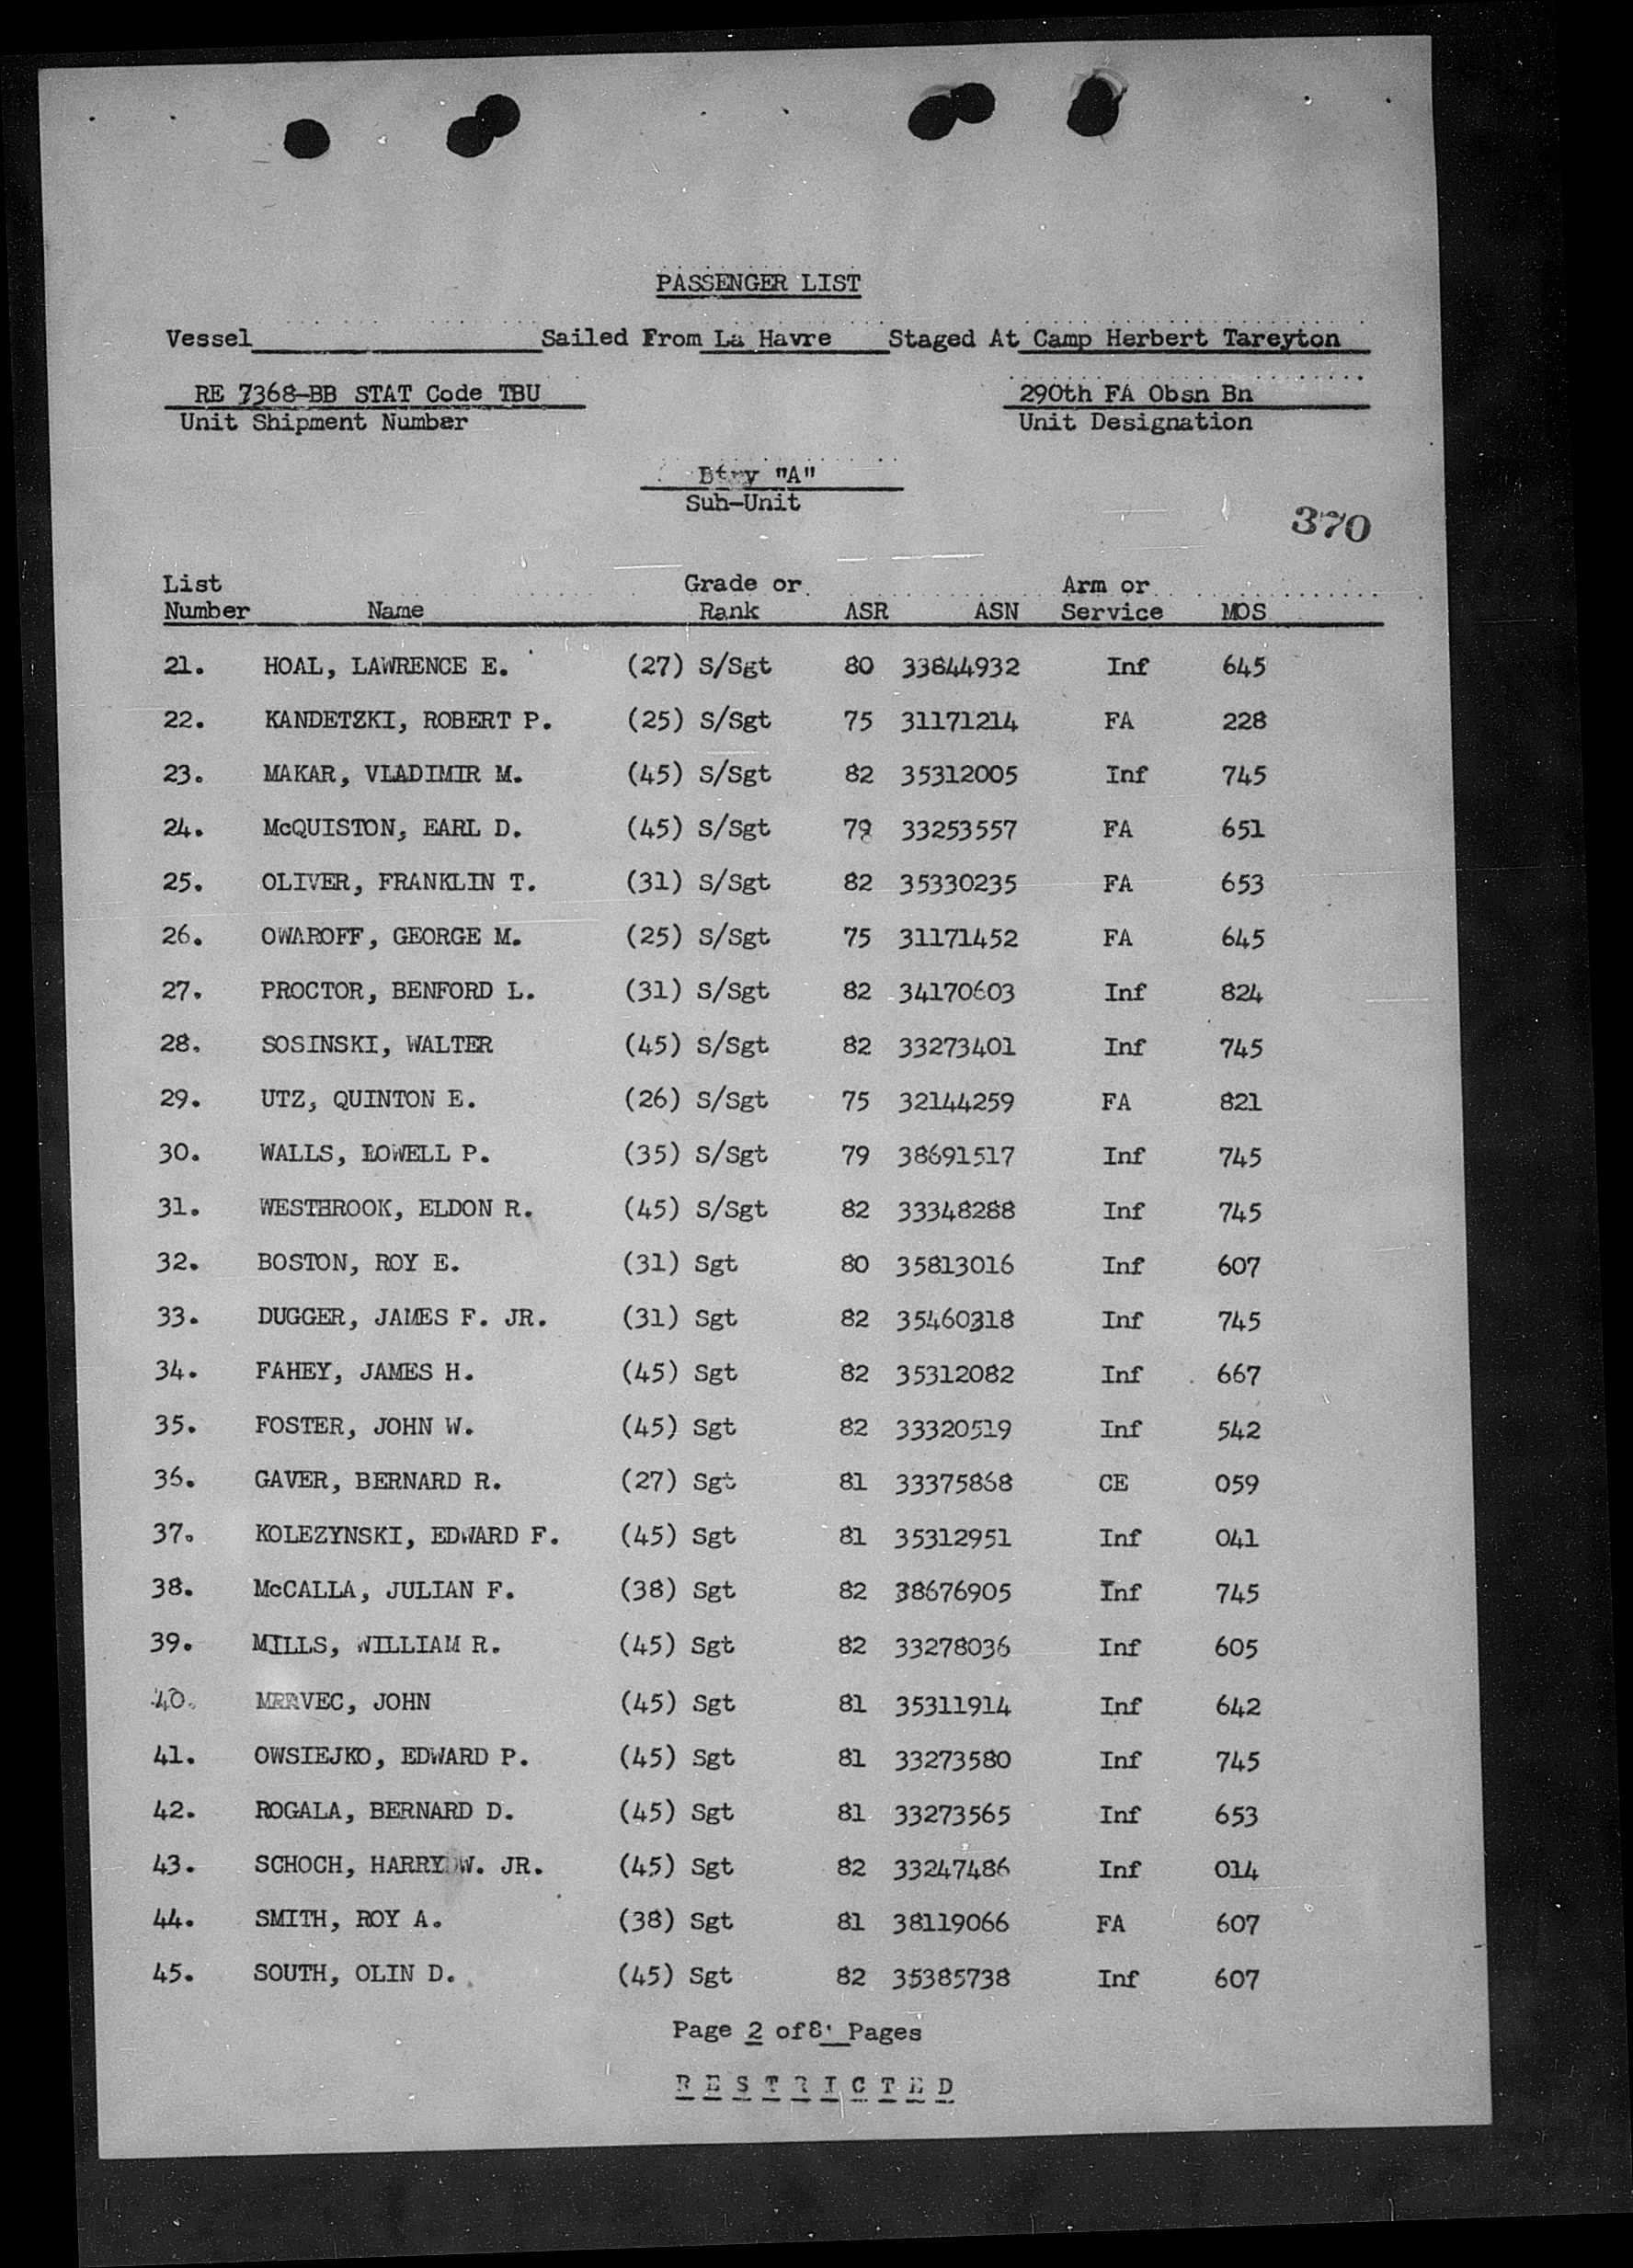 PASSENGER LIST
Vessel Sailed From La Havre Staged At Camp Herbert Tareyton
RE 7368-BB STAT Code TBU 290th FA Obsn Bn
Unit Shipment Number Unit Designation
Btry "A"
Sub-Unit
370
List Grade or Arm or
Number Name Rank ASR ASN Service MOS
21. HOAL, LAWRENCE E. (27) S/Sgt 80 33844932 Inf 645
22. KANDETZKI, ROBERT P. (25) S/Sgt 75 31171214 FA 228
23. MAKAR, VLADIMIR M. (45) S/Sgt 82 35312005 Inf 745
24. McQUISTON, EARL D. (45) S/Sgt 79 33253557 FA 651
25. OLIVER, FRANKLIN T. (31) S/Sgt 82 35330235 FA 653
26. OWAROFF, GEORGE M. (25) S/Sgt 75 31171452 FA 645
27. PROCTOR, BENFORD L. (31) S/Sgt 82 34170603 Inf 824
28. SOSINSKI, WALTER (45) S/Sgt 82 33273401 Inf 745
29. UTZ, QUINTON E. (26) S/Sgt 75 32144259 FA 821
30. WALLS, LOWELL P. (35) S/Sgt 79 38691517 Inf 745
31. WESTBROOK, ELDON R. (45) S/Sgt 82 33348288 Inf 745
32. BOSTON, ROY E. (31) Sgt 80 35813016 Inf 607
33. DUGGER, JAMES F. JR. (31) Sgt 82 35460318 Inf 745
34. FAHEY, JAMES H. (45) Sgt 82 35312082 Inf 667
35. FOSTER, JOHN W. (45) Sgt 82 33320519 Inf 542
36. GAVER, BERNARD R. (27) Sgt 81 33375868 CE 059
37. KOLEZYNSKI, EDWARD F. (45) Sgt 81 35312951 Inf 041
38. McCALLA, JULIAN F. (38) Sgt 82 38676905 Inf 745
39. MILLS, WILLIAM R. (45) Sgt 82 33278036 Inf 605
40. JOHN (45) Sgt 81 35311914 Inf 642
41. OWSIEJKO, EDWARD P. (45) Sgt 81 33273580 Inf 745
42. ROGALA, BERNARD D. (45) Sgt 81 33273565 Inf 653
43. SCHOCH, HARRY W. JR. (45) Sgt 82 33247486 Inf 014
44. SMITH, ROY A. (38) Sgt 81 38119066 FA 607
45. SOUTH, OLIN D. (45) Sgt 82 35385738 Inf 607
Page 2 of 8 Pages
R E S T R I C T E D